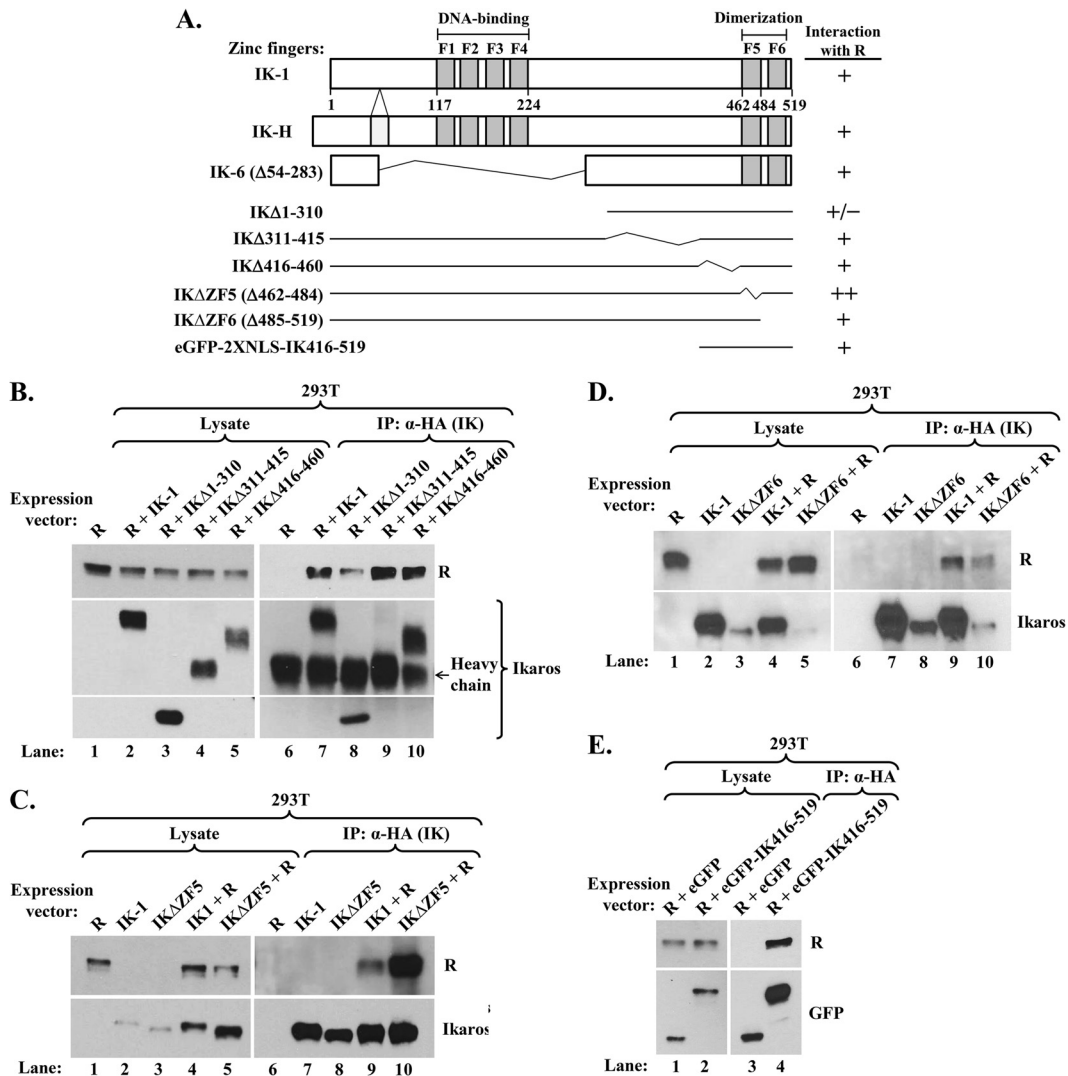 A.
DNA-binding
Dimerization
Interaction with R
Zinc fingers: F1 F2 F3 F4 F5 F6
IK-1 +
1 117 224 462 484 519
IK-H +
IK-6 (Δ54-283) +
IKΔ1-310 +/−
IKΔ311-415 +
IKΔ416-460 +
IKΔZF5 (Δ462-484) ++
IKΔZF6 (Δ485-519) +
eGFP-2XNLS-IK416-519 +
B.
293T
Lysate
IP: α-HA (IK)
Expression vector:
R
R + IK-1
R + IKΔ1-310
R + IKΔ311-415
R + IKΔ416-460
R
R + IK-1
R + IKΔ1-310
R + IKΔ311-415
R + IKΔ416-460
R
Heavy chain
Ikaros
Lane: 1 2 3 4 5 6 7 8 9 10
C.
293T
Lysate
IP: α-HA (IK)
Expression vector:
R
IK-1
IKΔZF5
IK1 + R
IKΔZF5 + R
R
IK-1
IKΔZF5
IK1 + R
IKΔZF5 + R
R
Ikaros
Lane: 1 2 3 4 5 6 7 8 9 10
D.
293T
Lysate
IP: α-HA (IK)
Expression vector:
R
IK-1
IKΔZF6
IK-1 + R
IKΔZF6 + R
R
IK-1
IKΔZF6
IK-1 + R
IKΔZF6 + R
R
Ikaros
Lane: 1 2 3 4 5 6 7 8 9 10
E.
293T
Lysate
IP: α-HA
Expression vector:
R + eGFP
R + eGFP-IK416-519
R + eGFP
R + eGFP-IK416-519
R
GFP
Lane: 1 2 3 4